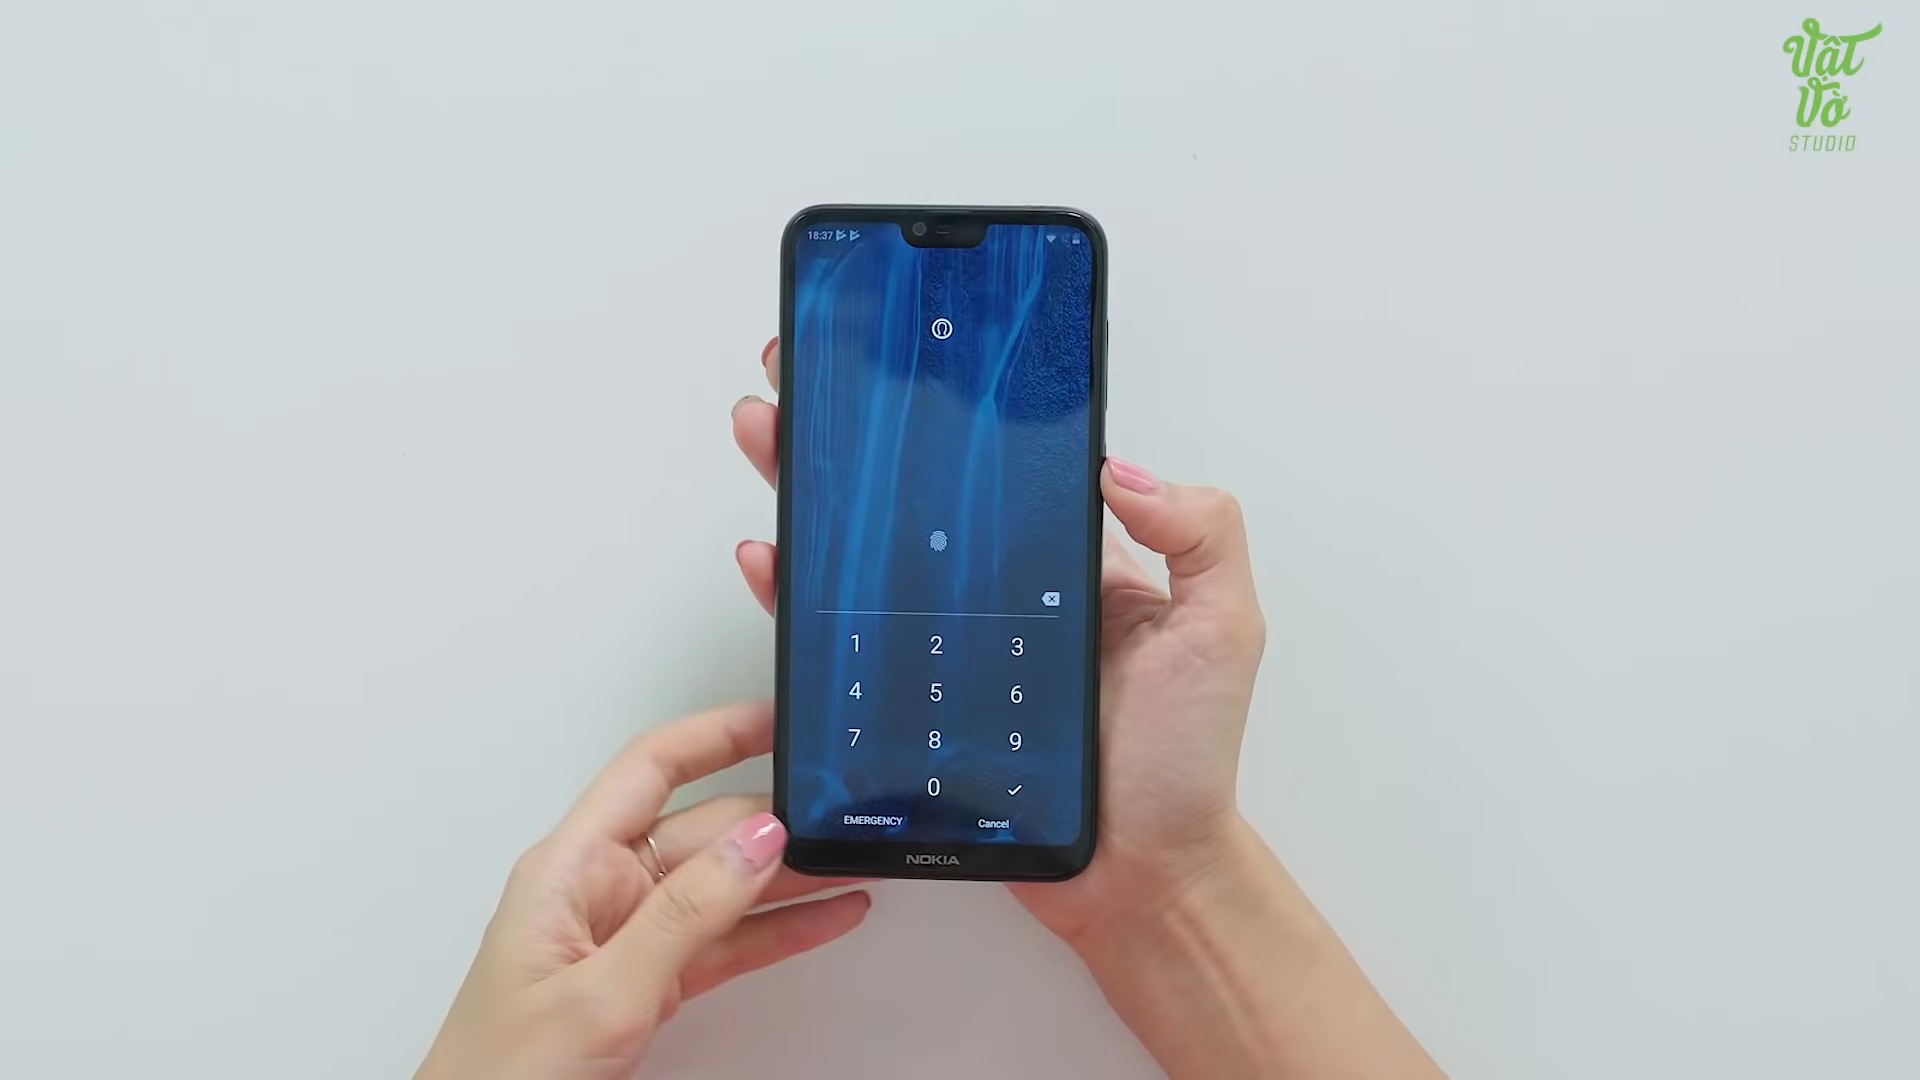 Vật
Vờ
STUDIO
18:37
1 2 3
4 5 6
7 8 9
0
EMERGENCY Cancel
NOKIA